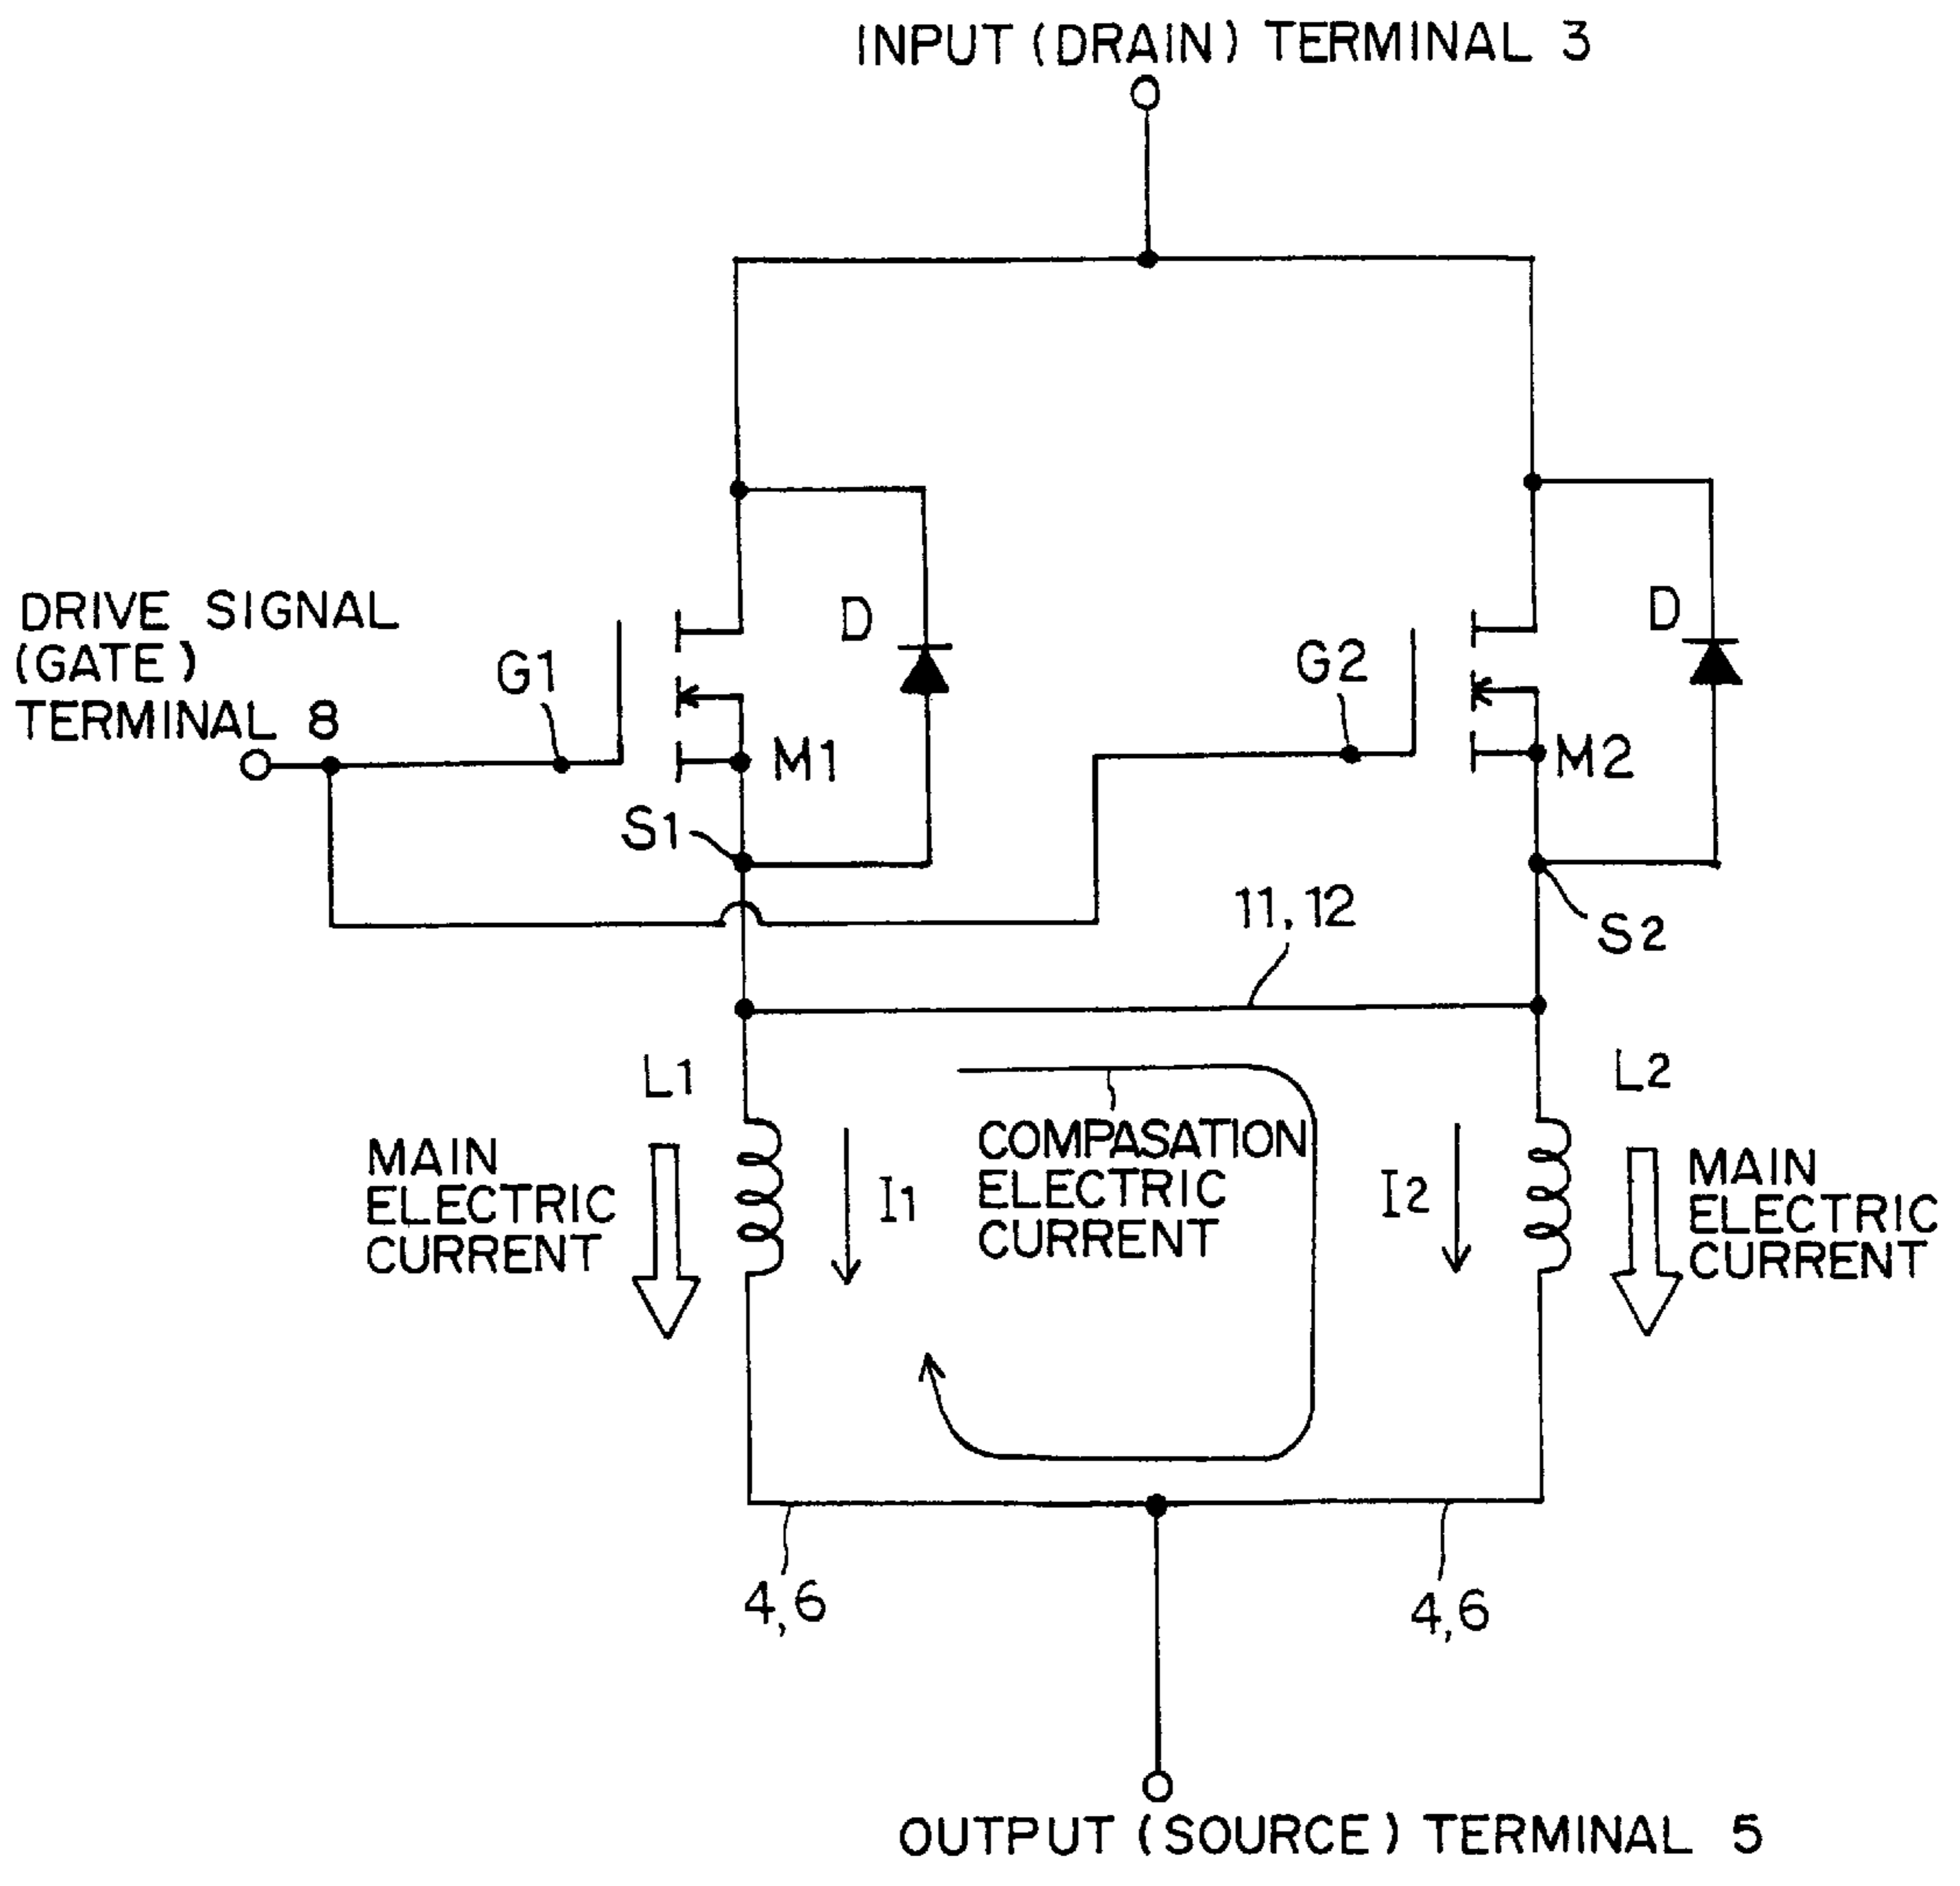 INPUT (DRAIN) TERMINAL 3
DRIVE SIGNAL
(GATE)
TERMINAL 8
G1
D
M1
S1
G2
D
M2
S2
11, 12
L1
MAIN
ELECTRIC
CURRENT
I1
COMPASATION
ELECTRIC
CURRENT
I2
L2
MAIN
ELECTRIC
CURRENT
4,6
4,6
OUTPUT (SOURCE) TERMINAL 5